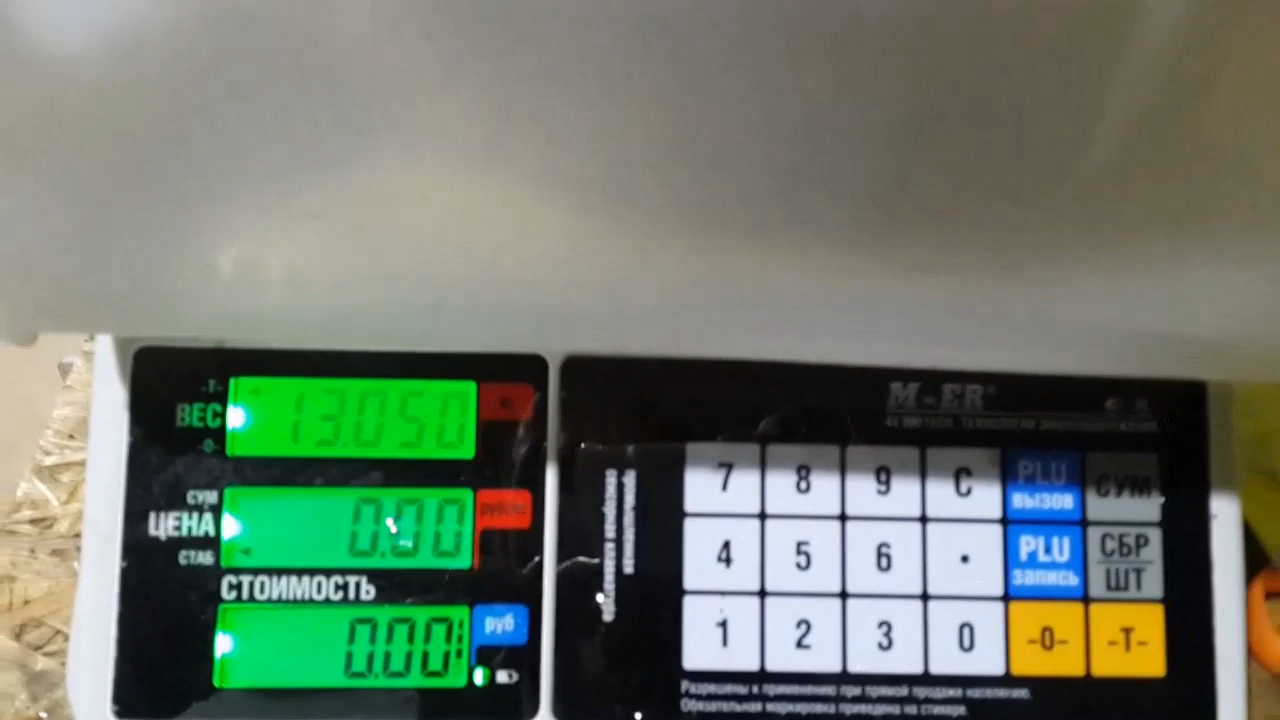 -T-
ВЕС
-0-
13.050
СУМ
ЦЕНА
СТАБ
0.00
руб/кг
СТОИМОСТЬ
0.00
руб
M-ER®
7 8 9 C PLU ВЫЗОВ СУМ
4 5 6 . PLU запись СБР ШТ
1 2 3 0 -0- -T-
Разрешены к применению при прямой продаже населению.
Обязательная маркировка приведена на стикере.